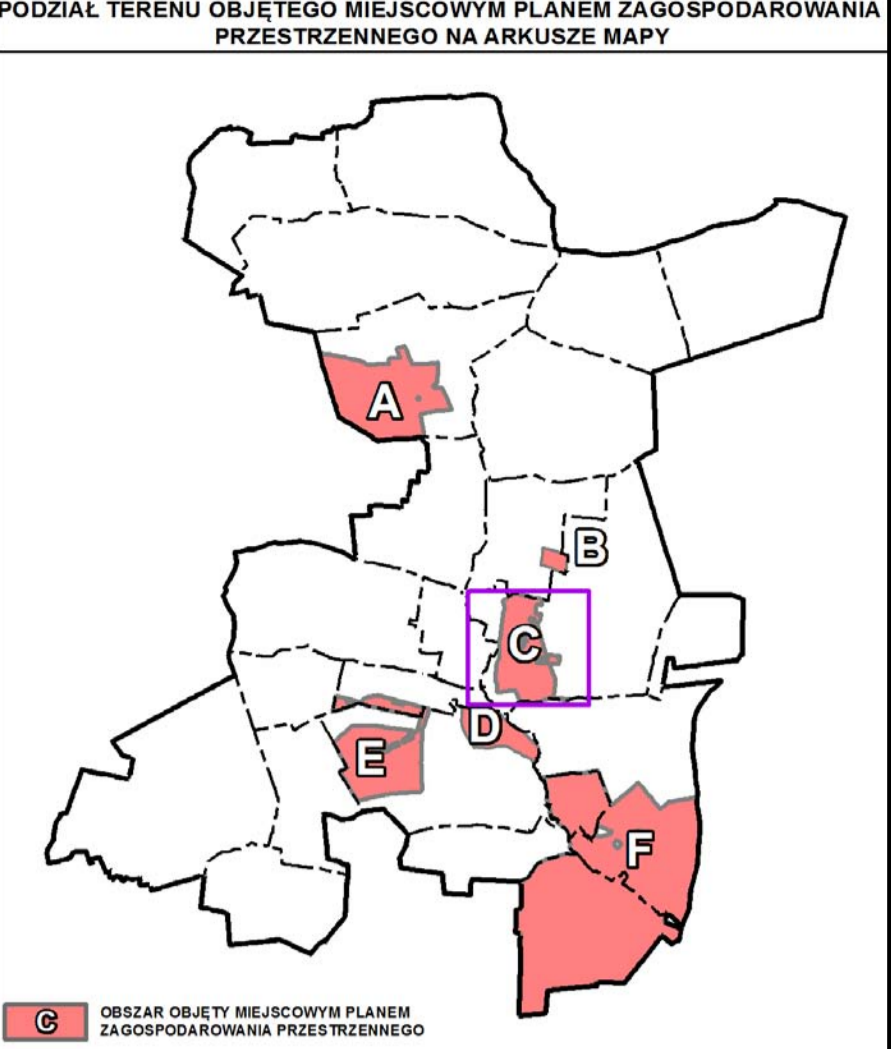 PODZIAŁ TERENU OBJĘTEGO MIEJSCOWYM PLANEM ZAGOSPODAROWANIA
PRZESTRZENNEGO NA ARKUSZE MAPY
A
B
C
D
E
F
C
OBSZAR OBJĘTY MIEJSCOWYM PLANEM
ZAGOSPODAROWANIA PRZESTRZENNEGO